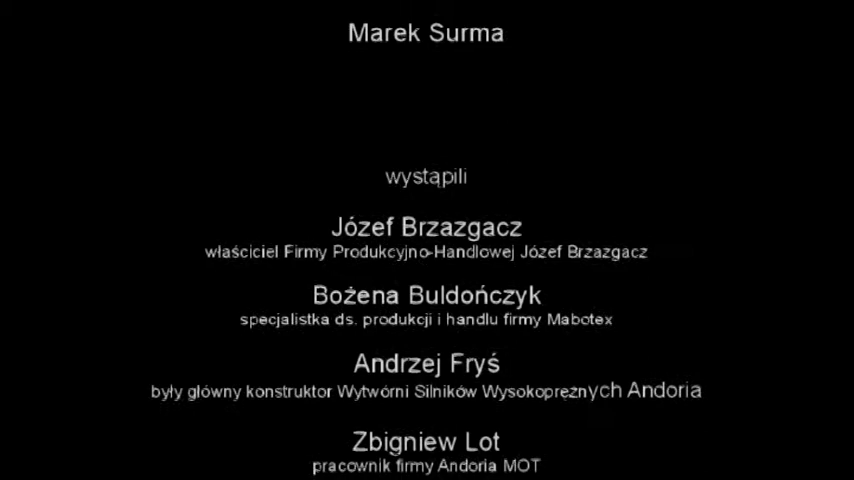 Marek Surma
wystąpili
Józef Brzazgacz
właściciel Firmy Produkcyjno-Handlowej Józef Brzazgacz
Bożena Buldończyk
specjalistka ds. produkcji i handlu firmy Mabotex
Andrzej Fryś
były główny konstruktor Wytwórni Silników Wysokoprężnych Andoria
Zbigniew Lot
pracownik firmy Andoria MOT